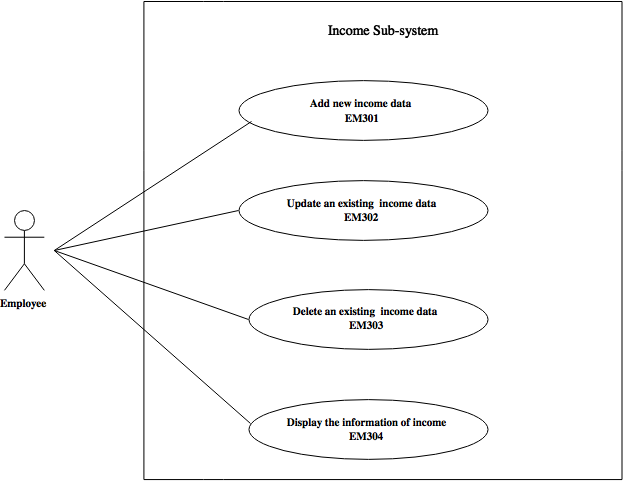 Income Sub-system
Add new income data
EM301
Update an existing income data
EM302
Employee
Delete an existing income data
EM303
Display the information of income
EM304